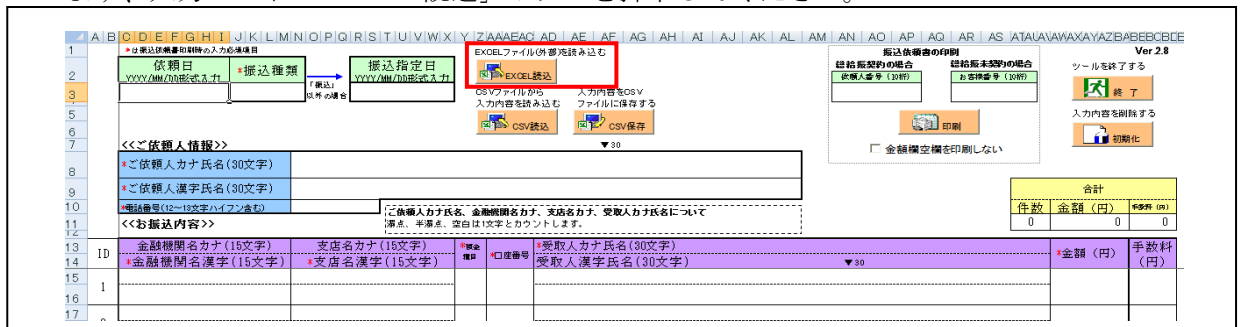 *は振込依頼書印刷時の入力必須項目
依頼日
YYYY/MM/DD形式で入力
*振込種類
「振込」
以外の場合
振込指定日
YYYY/MM/DD形式で入力
EXCELファイル(外部)を読み込む
EXCEL読込
CSVファイルから
入力内容を読み込む
CSV読込
入力内容をCSV
ファイルに保存する
CSV保存
振込依頼書の印刷
総給振契約の場合
依頼人番号(10桁)
総給振未契約の場合
お客様番号(10桁)
印刷
金額欄空欄を印刷しない
Ver 2.8
ツールを終了する
終 了
入力内容を削除する
初期化
<<ご依頼人情報>>
▼30
*ご依頼人カナ氏名(30文字)
*ご依頼人漢字氏名(30文字)
*電話番号(12~13文字ハイフン含む)
ご依頼人カナ氏名、金融機関名カナ、支店名カナ、受取人カナ氏名について
濁点、半濁点、空白は1文字とカウントします。
<<お振込内容>>
合計
件数 金額(円) 手数料(円)
0 0 0
ID
金融機関名カナ(15文字)
*金融機関名漢字(15文字)
支店名カナ(15文字)
*支店名漢字(15文字)
*預金
種目
*口座番号
*受取人カナ氏名(30文字)
受取人漢字氏名(30文字)
▼30
*金額(円)
手数料
(円)
1